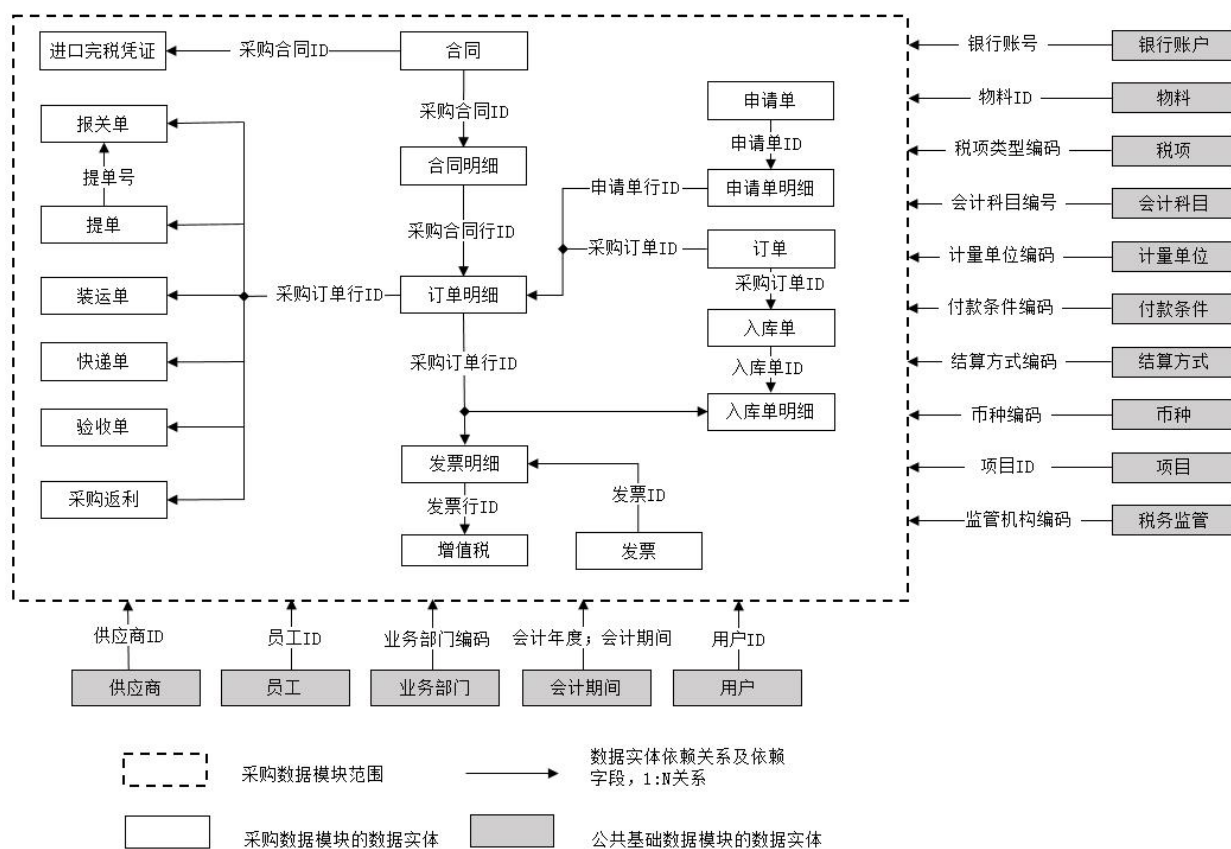 进口完税凭证
采购合同ID
合同
银行账号
银行账户
采购合同ID
申请单
物料ID
物料
报关单
申请单ID
税项类型编码
税项
提单号
合同明细
申请单行ID
申请单明细
会计科目编号
会计科目
提单
采购合同行ID
采购订单ID
订单
计量单位编码
计量单位
装运单
采购订单行ID
订单明细
采购订单ID
付款条件编码
付款条件
入库单
快递单
采购订单行ID
入库单ID
结算方式编码
结算方式
验收单
入库单明细
币种编码
币种
发票明细
项目ID
项目
采购返利
发票行ID
发票ID
监管机构编码
税务监管
增值税
发票
供应商ID
员工ID
业务部门编码
会计年度；会计期间
用户ID
供应商
员工
业务部门
会计期间
用户
采购数据模块范围
数据实体依赖关系及依赖
字段，1:N关系
采购数据模块的数据实体
公共基础数据模块的数据实体